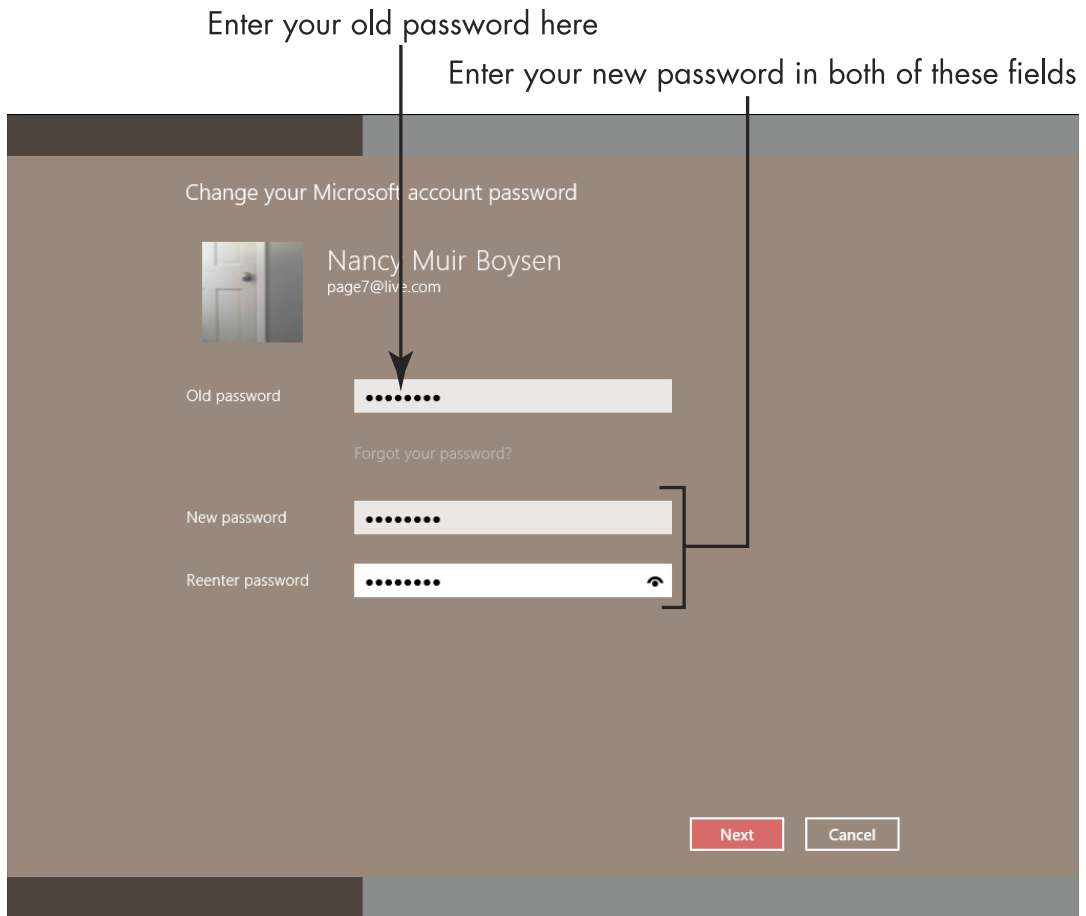 Enter your old password here
Enter your new password in both of these fields
Change your Microsoft account password
Nancy Muir Boysen
page7@live.com
Old password ••••••••
Forgot your password?
New password ••••••••
Reenter password ••••••••
Next Cancel